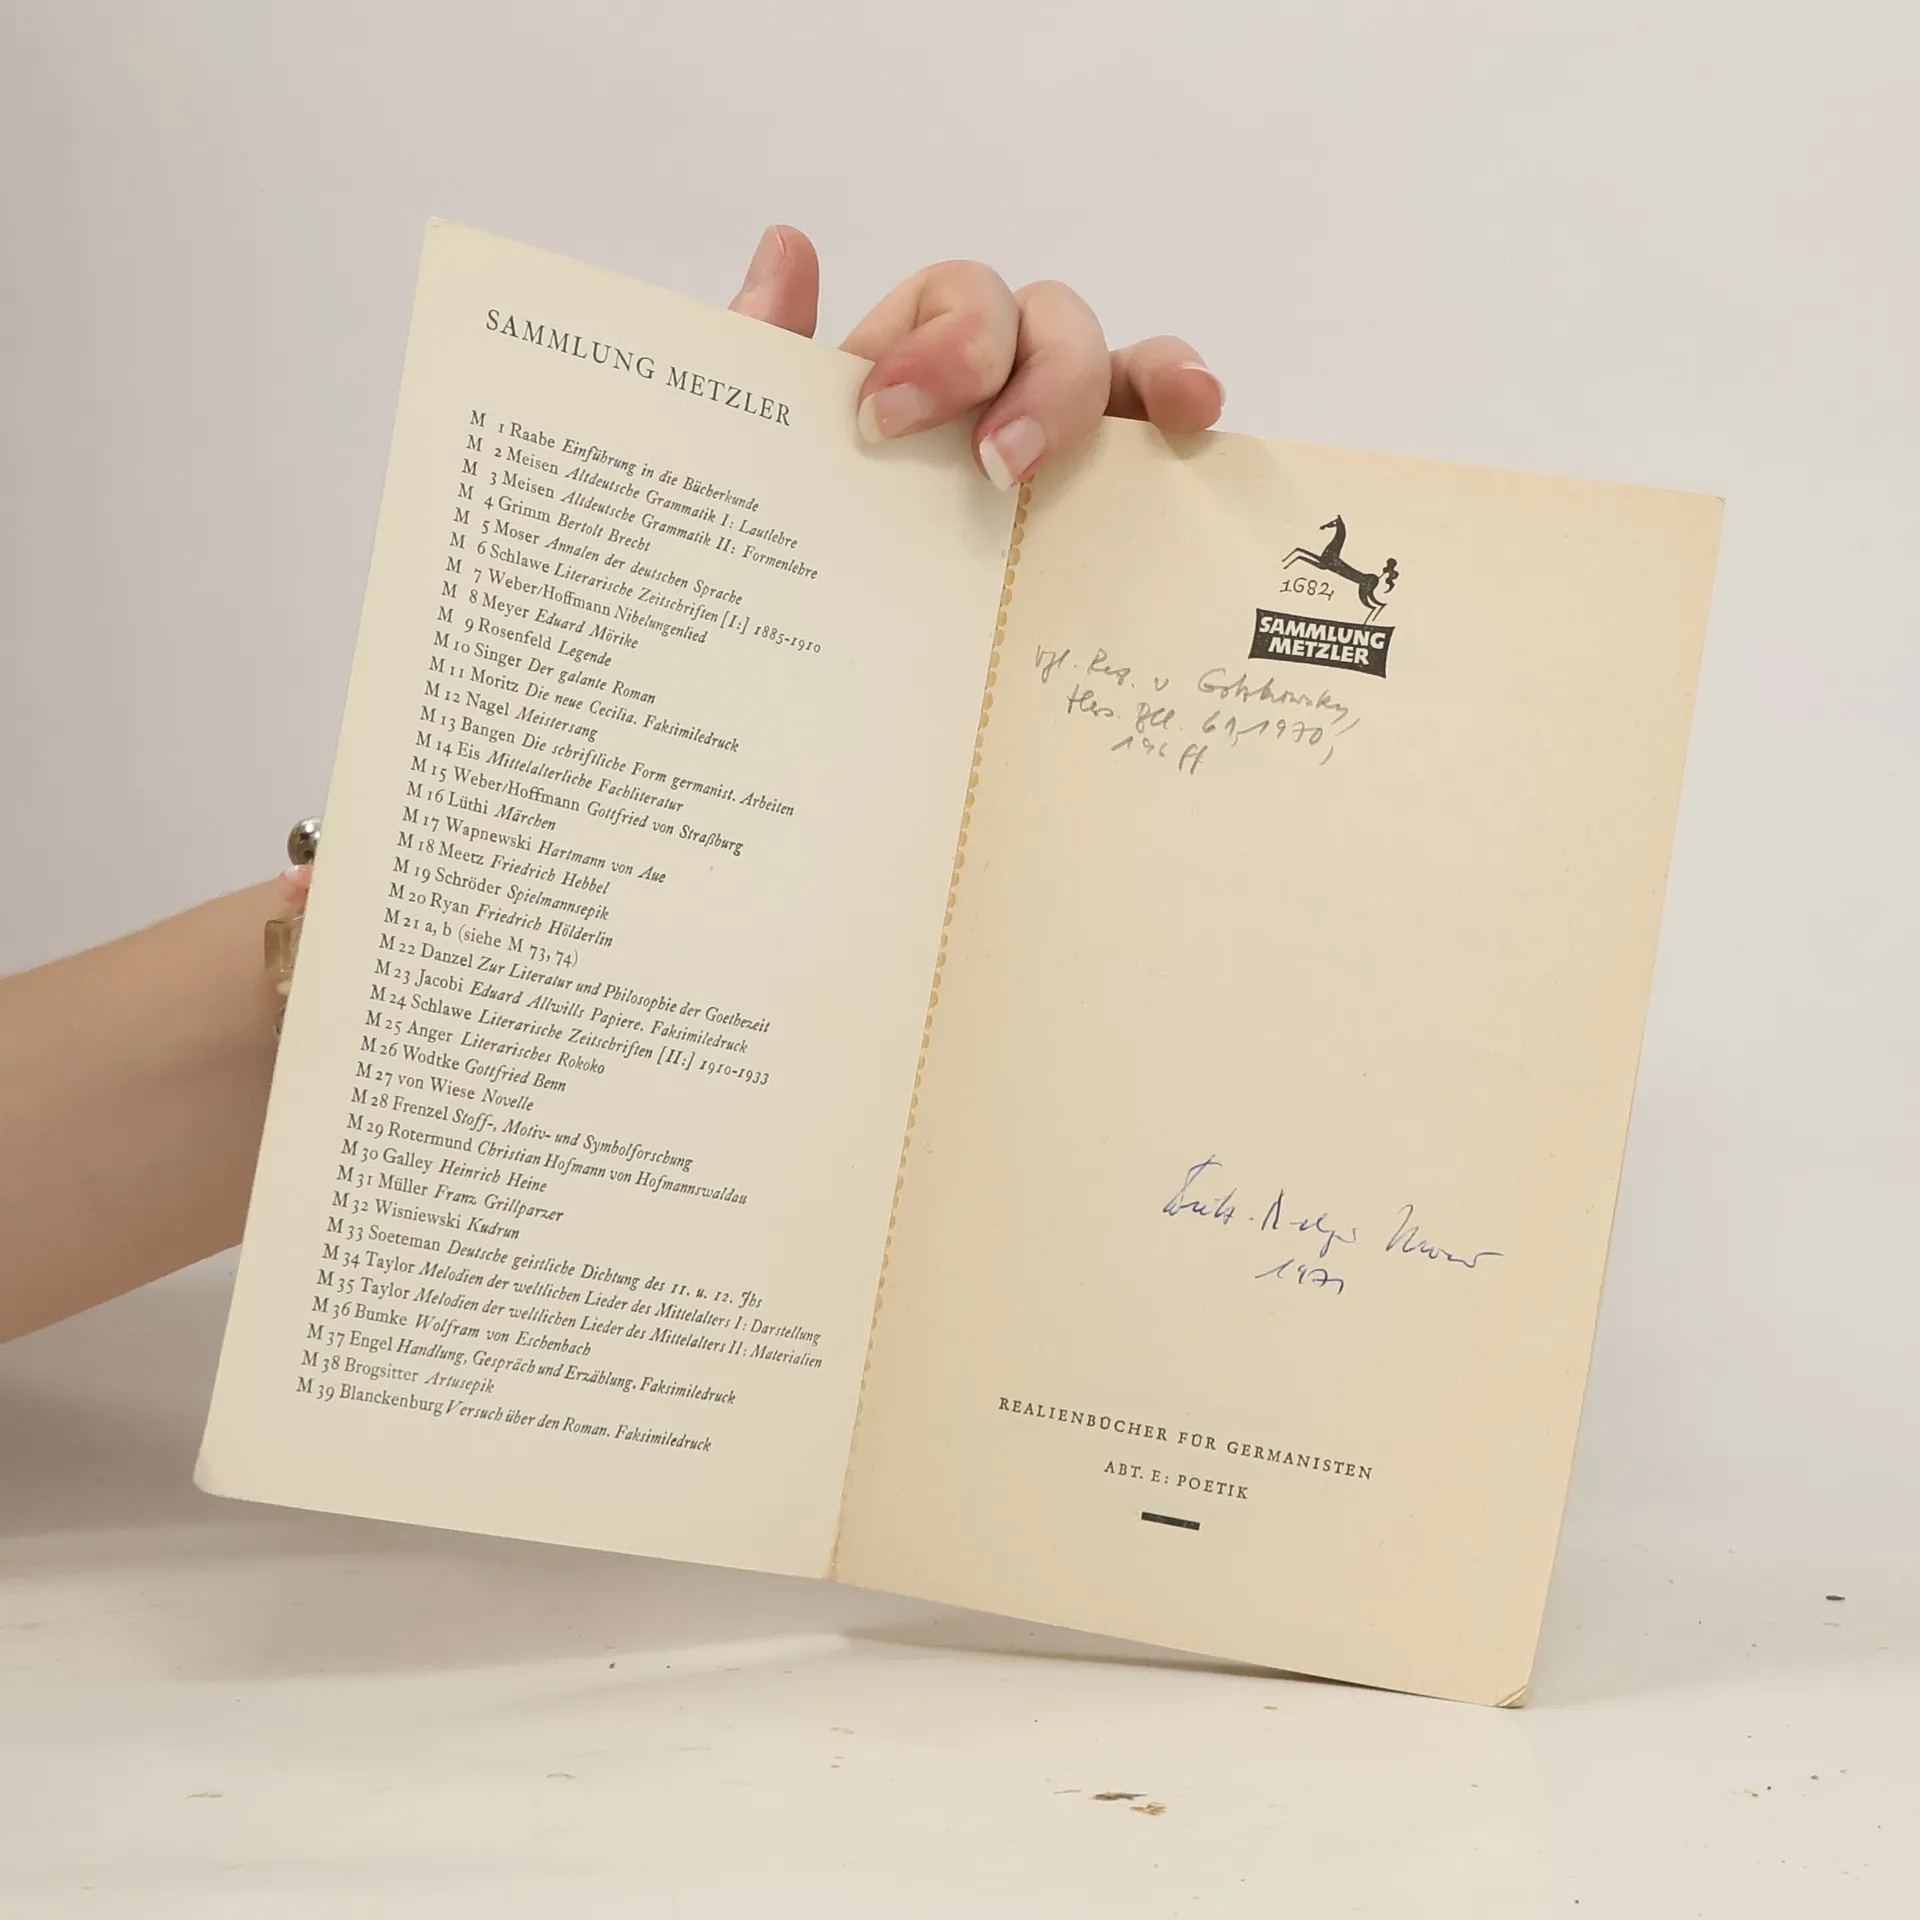 SAMMLUNG METZLER
M 1 Raabe Einführung in die Bücherkunde
M 2 Meisen Altdeutsche Grammatik I: Lautlehre
M 3 Meisen Altdeutsche Grammatik II: Formenlehre
M 4 Grimm Bertolt Brecht
M 5 Moser Annalen der deutschen Sprache
M 6 Schlawe Literarische Zeitschriften [I:] 1885-1910
M 7 Weber/Hoffmann Nibelungenlied
M 8 Meyer Eduard Mörike
M 9 Rosenfeld Legende
M 10 Singer Der galante Roman
M 11 Moritz Die neue Cecilia. Faksimiledruck
M 12 Nagel Meistersang
M 13 Bangen Die schriftliche Form germanist. Arbeiten
M 14 Eis Mittelalterliche Fachliteratur
M 15 Weber/Hoffmann Gottfried von Straßburg
M 16 Lüthi Märchen
M 17 Wapnewski Hartmann von Aue
M 18 Meetz Friedrich Hebbel
M 19 Schröder Spielmannsepik
M 20 Ryan Friedrich Hölderlin
M 21 a, b (siehe M 73, 74)
M 22 Danzel Zur Literatur und Philosophie der Goethezeit
M 23 Jacobi Eduard Allwills Papiere. Faksimiledruck
M 24 Schlawe Literarische Zeitschriften [II:] 1910-1933
M 25 Anger Literarisches Rokoko
M 26 Wodtke Gottfried Benn
M 27 von Wiese Novelle
M 28 Frenzel Stoff-, Motiv- und Symbolforschung
M 29 Rotermund Christian Hofmann von Hofmannswaldau
M 30 Galley Heinrich Heine
M 31 Müller Franz Grillparzer
M 32 Wisniewski Kudrun
M 33 Soeteman Deutsche geistliche Dichtung des 11. u. 12. Jhs
M 34 Taylor Melodien der weltlichen Lieder des Mittelalters I: Darstellung
M 35 Taylor Melodien der weltlichen Lieder des Mittelalters II: Materialien
M 36 Bumke Wolfram von Eschenbach
M 37 Engel Handlung, Gespräch und Erzählung. Faksimiledruck
M 38 Brogsitter Artusepik
M 39 Blanckenburg Versuch über den Roman. Faksimiledruck
1682
SAMMLUNG
METZLER
vgl. Rez. v
1970,
REALIENBÜCHER FÜR GERMANISTEN
ABT. E: POETIK